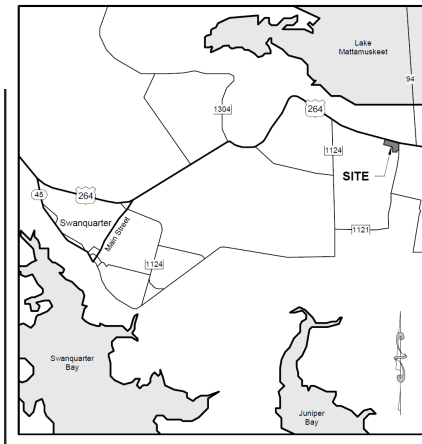 Lake
Mattamuskeet
94
1304
264
1124
SITE
45
264
Swanquarter
Main Street
1121
1124
Swanquarter
Bay
Juniper
Bay